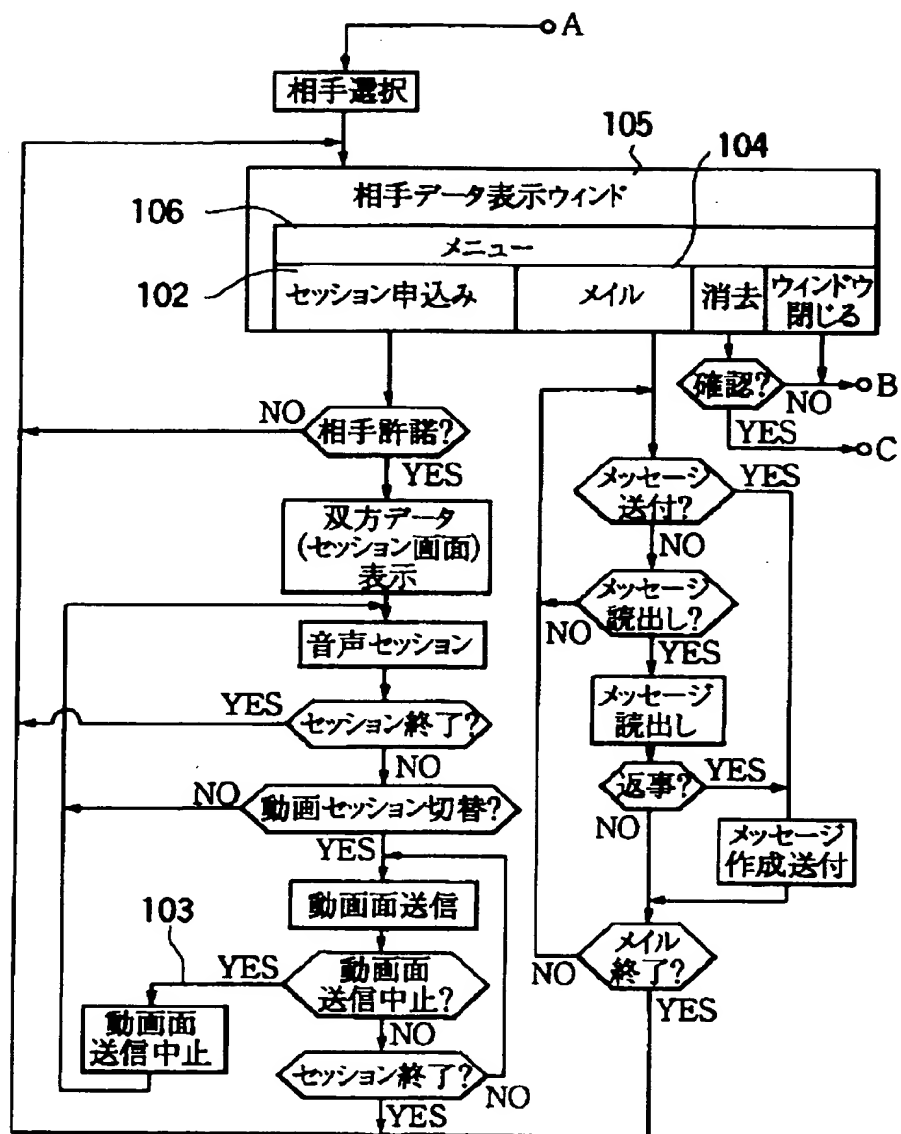 A
相手選択
105
104
相手データ表示ウィンド
106
メニュー
102
セッション申込み
メイル
消去
ウィンドウ
閉じる
確認?
NO
B
YES
C
NO
相手許諾?
YES
双方データ
(セッション画面)
表示
音声セッション
YES
セッション終了?
NO
NO
動画セッション切替?
YES
動画面送信
103
YES
動画面
送信中止?
動画面
送信中止
NO
セッション終了?
NO
YES
メッセージ
送付?
YES
NO
メッセージ
読出し?
NO
YES
メッセージ
読出し
返事?
YES
NO
メッセージ
作成送付
メイル
終了?
NO
YES